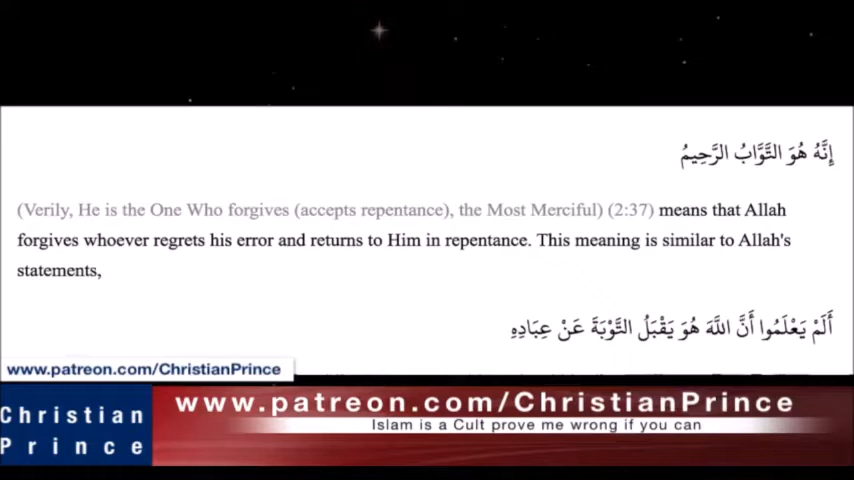 إِنَّهُ هُوَ التَّوَّابُ الرَّحِيمُ
(Verily, He is the One Who forgives (accepts repentance), the Most Merciful) (2:37) means that Allah
forgives whoever regrets his error and returns to Him in repentance. This meaning is similar to Allah's
statements,
أَلَمْ يَعْلَمُوا أَنَّ اللَّهَ هُوَ يَقْبَلُ التَّوْبَةَ عَنْ عِبَادِهِ
www.patreon.com/ChristianPrince
www.patreon.com/ChristianPrince
Islam is a Cult prove me wrong if you can
Christian
Prince